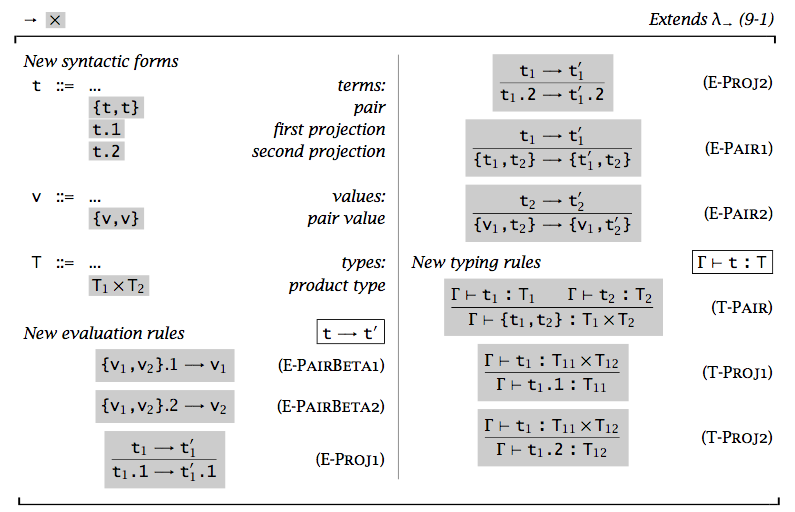 → × Extends λ→ (9-1)
New syntactic forms
t ::= ... terms:
{t,t} pair
t.1 first projection
t.2 second projection
v ::= ... values:
{v,v} pair value
T ::= ... types:
T₁×T₂ product type
New evaluation rules t → t′
{v₁,v₂}.1 → v₁ (E-PAIRBETA1)
{v₁,v₂}.2 → v₂ (E-PAIRBETA2)
t₁ → t′₁
t₁.1 → t′₁.1 (E-PROJ1)
t₁ → t′₁
t₁.2 → t′₁.2 (E-PROJ2)
t₁ → t′₁
{t₁,t₂} → {t′₁,t₂} (E-PAIR1)
t₂ → t′₂
{v₁,t₂} → {v₁,t′₂} (E-PAIR2)
New typing rules Γ ⊢ t : T
Γ ⊢ t₁ : T₁ Γ ⊢ t₂ : T₂
Γ ⊢ {t₁,t₂} : T₁×T₂ (T-PAIR)
Γ ⊢ t₁ : T₁₁×T₁₂
Γ ⊢ t₁.1 : T₁₁ (T-PROJ1)
Γ ⊢ t₁ : T₁₁×T₁₂
Γ ⊢ t₁.2 : T₁₂ (T-PROJ2)